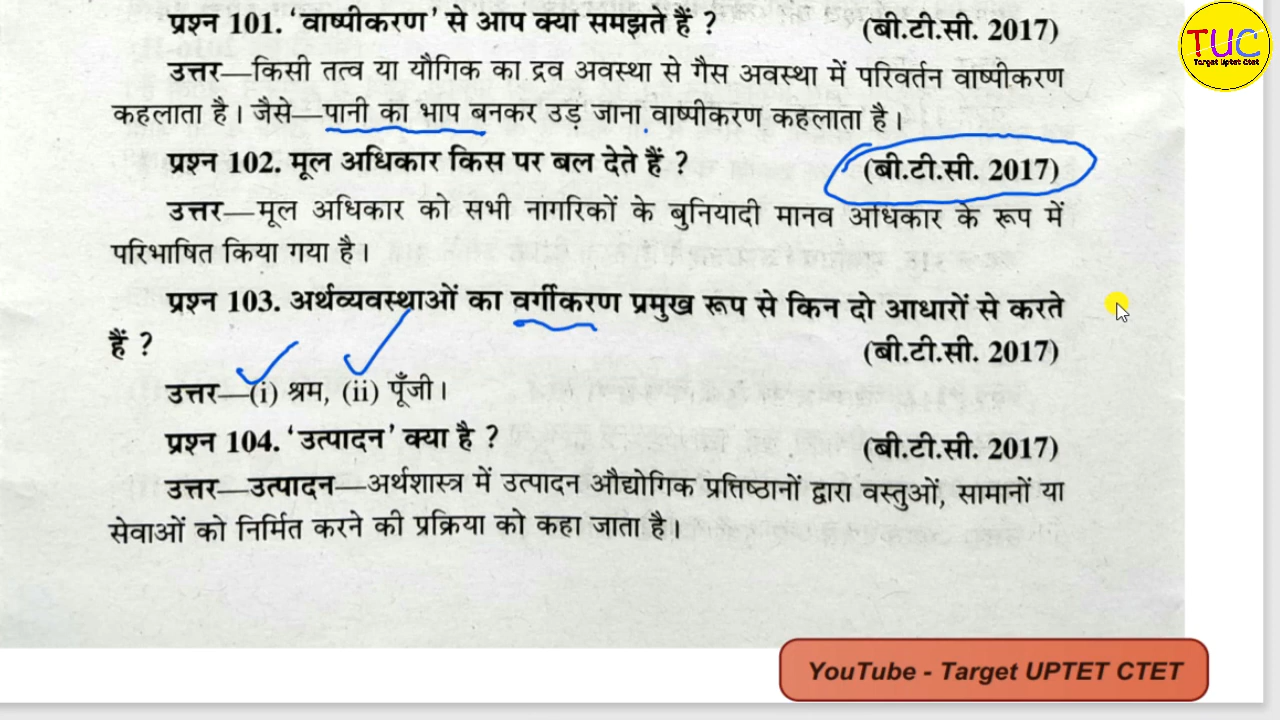 प्रश्न 101. 'वाष्पीकरण' से आप क्या समझते हैं ? (बी.टी.सी. 2017)
उत्तर—किसी तत्व या यौगिक का द्रव अवस्था से गैस अवस्था में परिवर्तन वाष्पीकरण
कहलाता है। जैसे—पानी का भाप बनकर उड़ जाना वाष्पीकरण कहलाता है।
प्रश्न 102. मूल अधिकार किस पर बल देते हैं ? (बी.टी.सी. 2017)
उत्तर—मूल अधिकार को सभी नागरिकों के बुनियादी मानव अधिकार के रूप में
परिभाषित किया गया है।
प्रश्न 103. अर्थव्यवस्थाओं का वर्गीकरण प्रमुख रूप से किन दो आधारों से करते
हैं ? (बी.टी.सी. 2017)
उत्तर—(i) श्रम, (ii) पूँजी।
प्रश्न 104. 'उत्पादन' क्या है ? (बी.टी.सी. 2017)
उत्तर—उत्पादन—अर्थशास्त्र में उत्पादन औद्योगिक प्रत्तिष्ठानों द्वारा वस्तुओं, सामानों या
सेवाओं को निर्मित करने की प्रक्रिया को कहा जाता है।
TUC
Target Uptet Ctet
YouTube - Target UPTET CTET